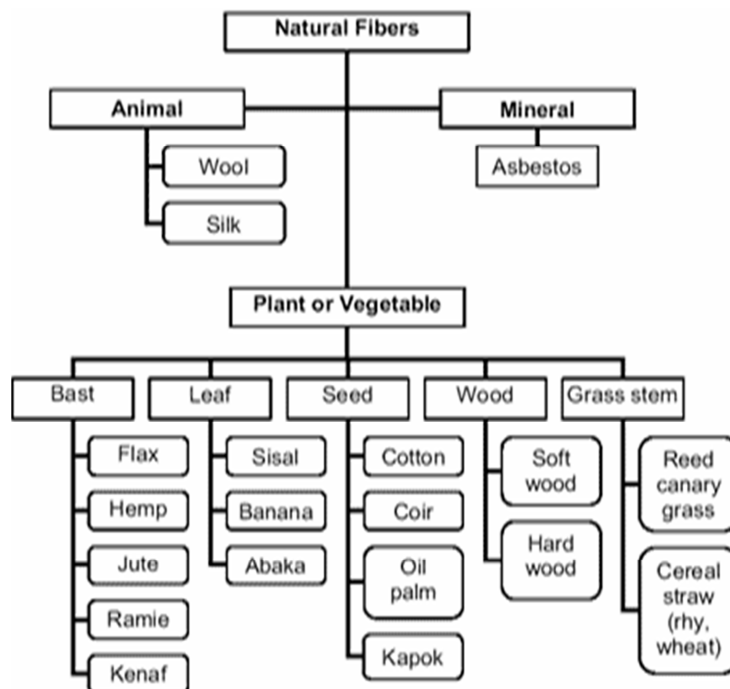 Natural Fibers
Animal
Mineral
Wool
Asbestos
Silk
Plant or Vegetable
Bast
Leaf
Seed
Wood
Grass stem
Flax
Hemp
Jute
Ramie
Kenaf
Sisal
Banana
Abaka
Cotton
Coir
Oil
palm
Kapok
Soft
wood
Hard
wood
Reed
canary
grass
Cereal
straw
(rhy,
wheat)